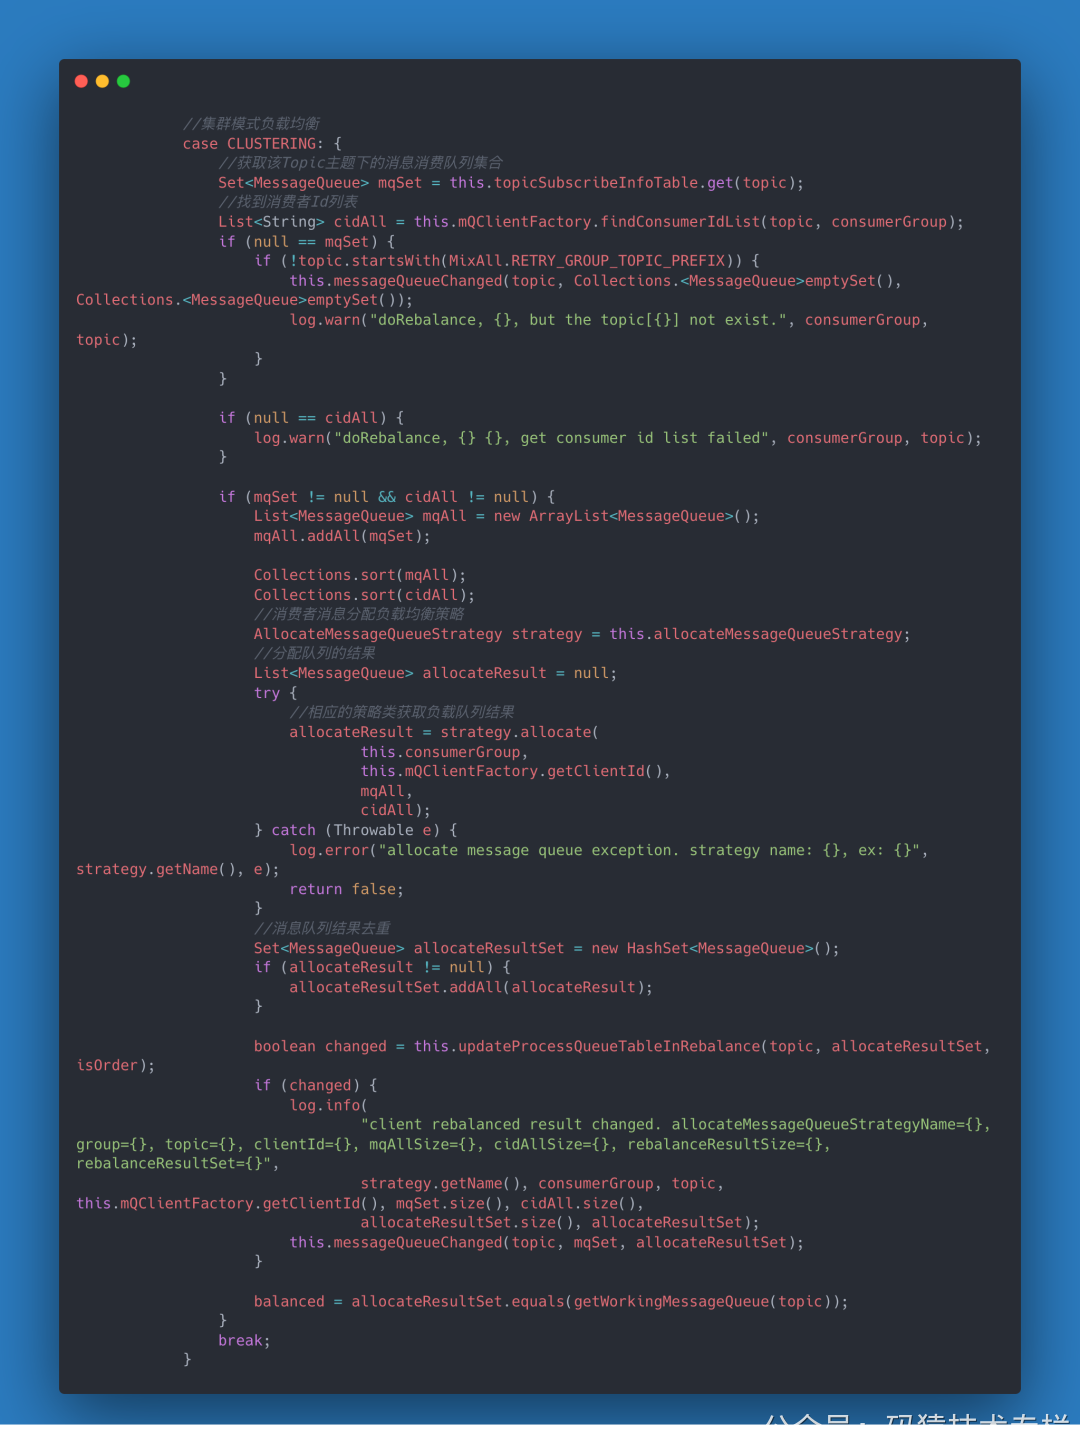 //集群模式负载均衡
case CLUSTERING: {
//获取该Topic主题下的消息消费队列集合
Set<MessageQueue> mqSet = this.topicSubscribeInfoTable.get(topic);
//找到消费者Id列表
List<String> cidAll = this.mQClientFactory.findConsumerIdList(topic, consumerGroup);
if (null == mqSet) {
if (!topic.startsWith(MixAll.RETRY_GROUP_TOPIC_PREFIX)) {
this.messageQueueChanged(topic, Collections.<MessageQueue>emptySet(),
Collections.<MessageQueue>emptySet());
log.warn("doRebalance, {}, but the topic[{}] not exist.", consumerGroup,
topic);
}
}
if (null == cidAll) {
log.warn("doRebalance, {} {}, get consumer id list failed", consumerGroup, topic);
}
if (mqSet != null && cidAll != null) {
List<MessageQueue> mqAll = new ArrayList<MessageQueue>();
mqAll.addAll(mqSet);
Collections.sort(mqAll);
Collections.sort(cidAll);
//消费者消息分配负载均衡策略
AllocateMessageQueueStrategy strategy = this.allocateMessageQueueStrategy;
//分配队列的结果
List<MessageQueue> allocateResult = null;
try {
//相应的策略类获取负载队列结果
allocateResult = strategy.allocate(
this.consumerGroup,
this.mQClientFactory.getClientId(),
mqAll,
cidAll);
} catch (Throwable e) {
log.error("allocate message queue exception. strategy name: {}, ex: {}",
strategy.getName(), e);
return false;
}
//消息队列结果去重
Set<MessageQueue> allocateResultSet = new HashSet<MessageQueue>();
if (allocateResult != null) {
allocateResultSet.addAll(allocateResult);
}
boolean changed = this.updateProcessQueueTableInRebalance(topic, allocateResultSet,
isOrder);
if (changed) {
log.info(
"client rebalanced result changed. allocateMessageQueueStrategyName={},
group={}, topic={}, clientId={}, mqAllSize={}, cidAllSize={}, rebalanceResultSize={},
rebalanceResultSet={}",
strategy.getName(), consumerGroup, topic,
this.mQClientFactory.getClientId(), mqSet.size(), cidAll.size(),
allocateResultSet.size(), allocateResultSet);
this.messageQueueChanged(topic, mqSet, allocateResultSet);
}
balanced = allocateResultSet.equals(getWorkingMessageQueue(topic));
}
break;
}
公众号：码猿技术专栏